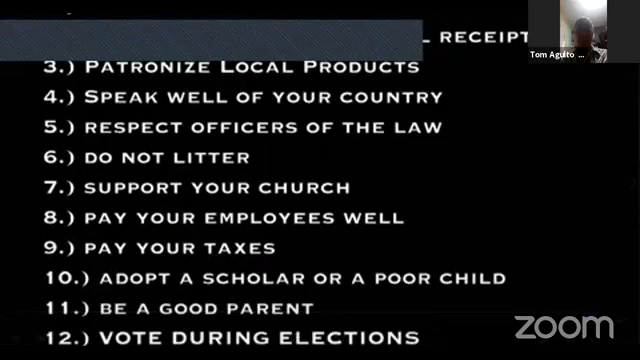 L RECEIPT
Tom Aguito ...
3.) PATRONIZE LOCAL PRODUCTS
4.) SPEAK WELL OF YOUR COUNTRY
5.) RESPECT OFFICERS OF THE LAW
6.) DO NOT LITTER
7.) SUPPORT YOUR CHURCH
8.) PAY YOUR EMPLOYEES WELL
9.) PAY YOUR TAXES
10.) ADOPT A SCHOLAR OR A POOR CHILD
11.) BE A GOOD PARENT
12.) VOTE DURING ELECTIONS
zoom